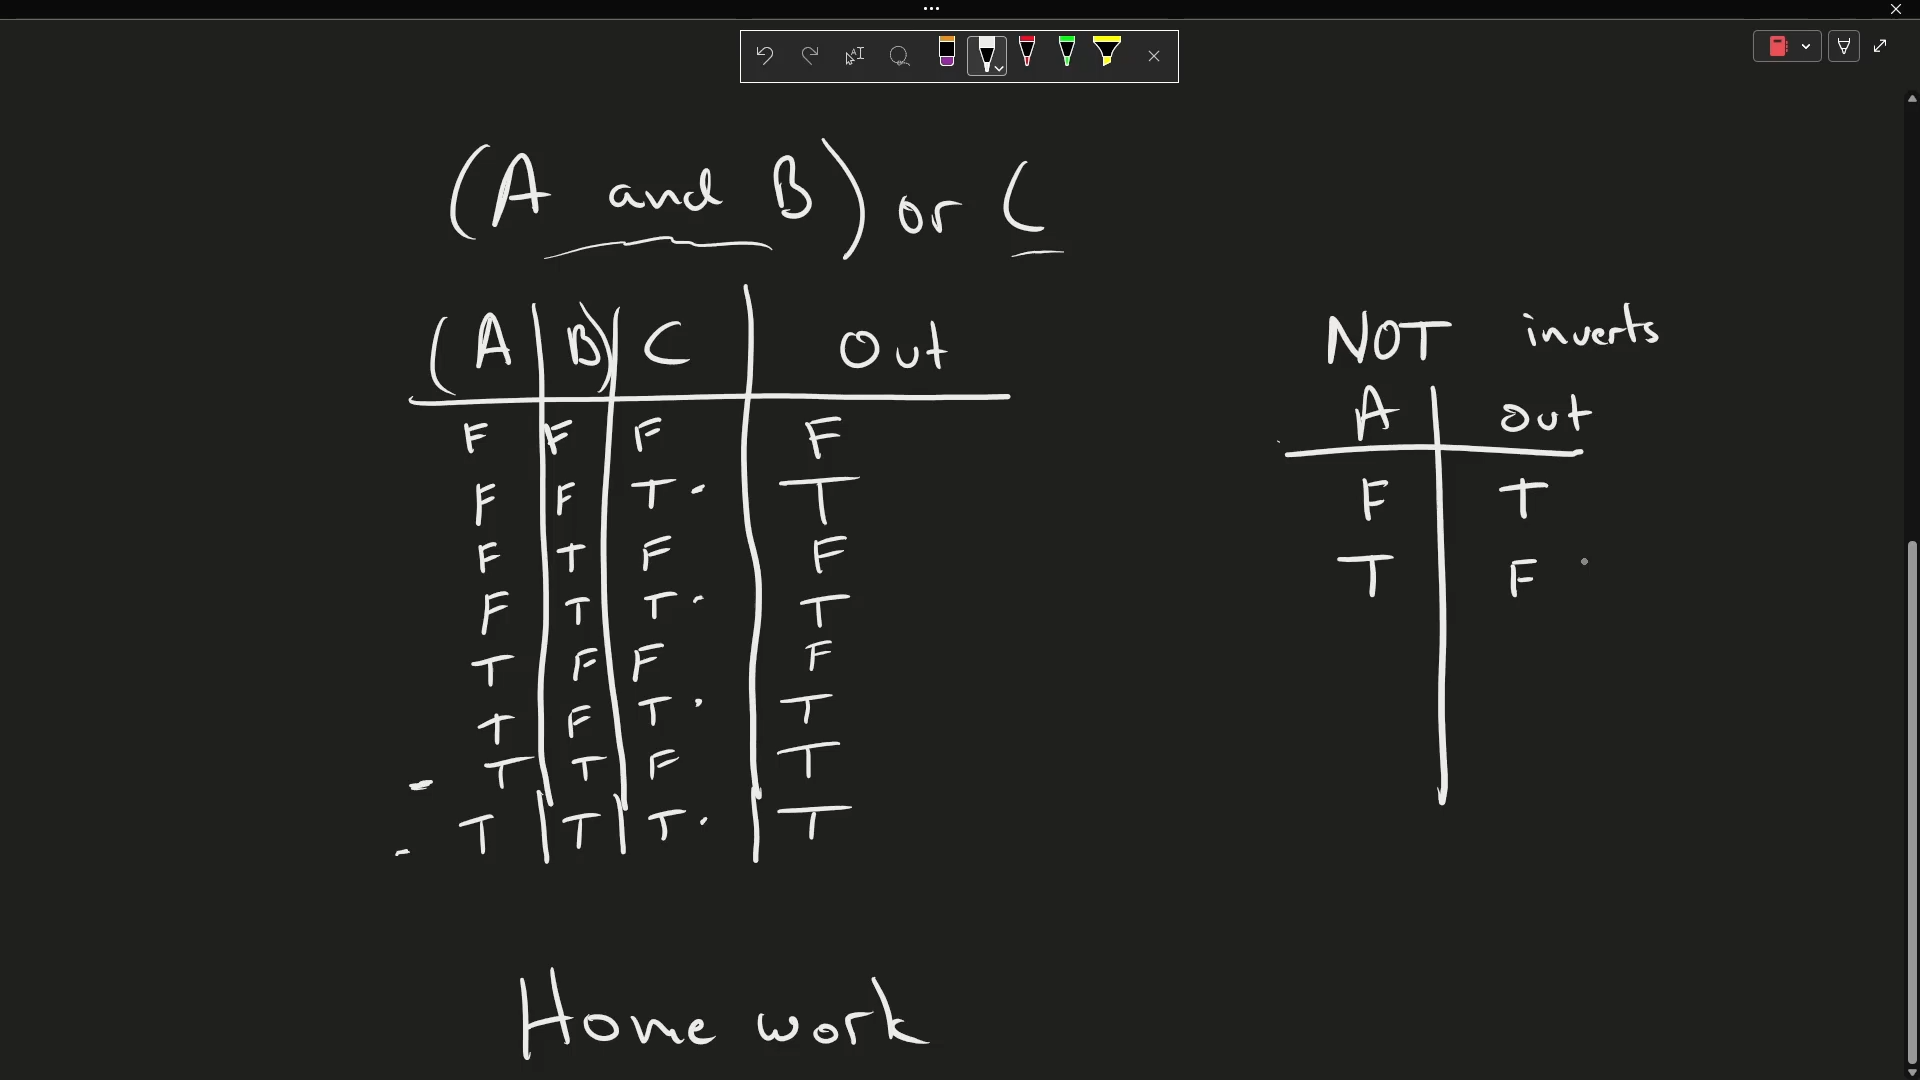 (A and B) or C
(A B) C Out
F F F F
F F T - T
F T F F
F T T - T
T F F F
T F T . T
- T T F T
- T T T . T
NOT inverts
A out
F T
T F
Home work